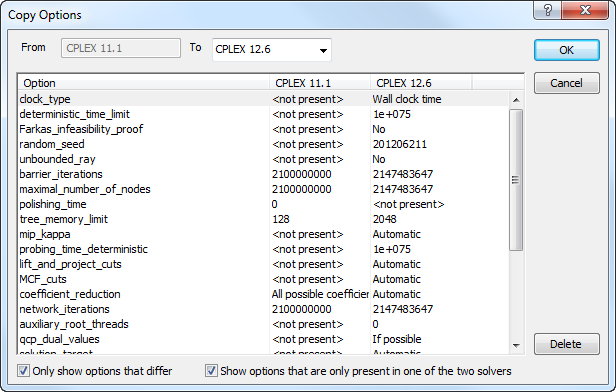 Copy Options
From CPLEX 11.1 To CPLEX 12.6 OK
Option CPLEX 11.1 CPLEX 12.6 Cancel
clock_type <not present> Wall clock time
deterministic_time_limit <not present> 1e+075
Farkas_infeasibility_proof <not present> No
random_seed <not present> 201206211
unbounded_ray <not present> No
barrier_iterations 2100000000 2147483647
maximal_number_of_nodes 2100000000 2147483647
polishing_time 0 <not present>
tree_memory_limit 128 2048
mip_kappa <not present> Automatic
probing_time_deterministic <not present> 1e+075
lift_and_project_cuts <not present> Automatic
MCF_cuts <not present> Automatic
coefficient_reduction All possible coefficien Automatic
network_iterations 2100000000 2147483647
auxiliary_root_threads <not present> 0
qcp_dual_values <not present> If possible
solution_target <not present> Automatic
Delete
Only show options that differ Show options that are only present in one of the two solvers